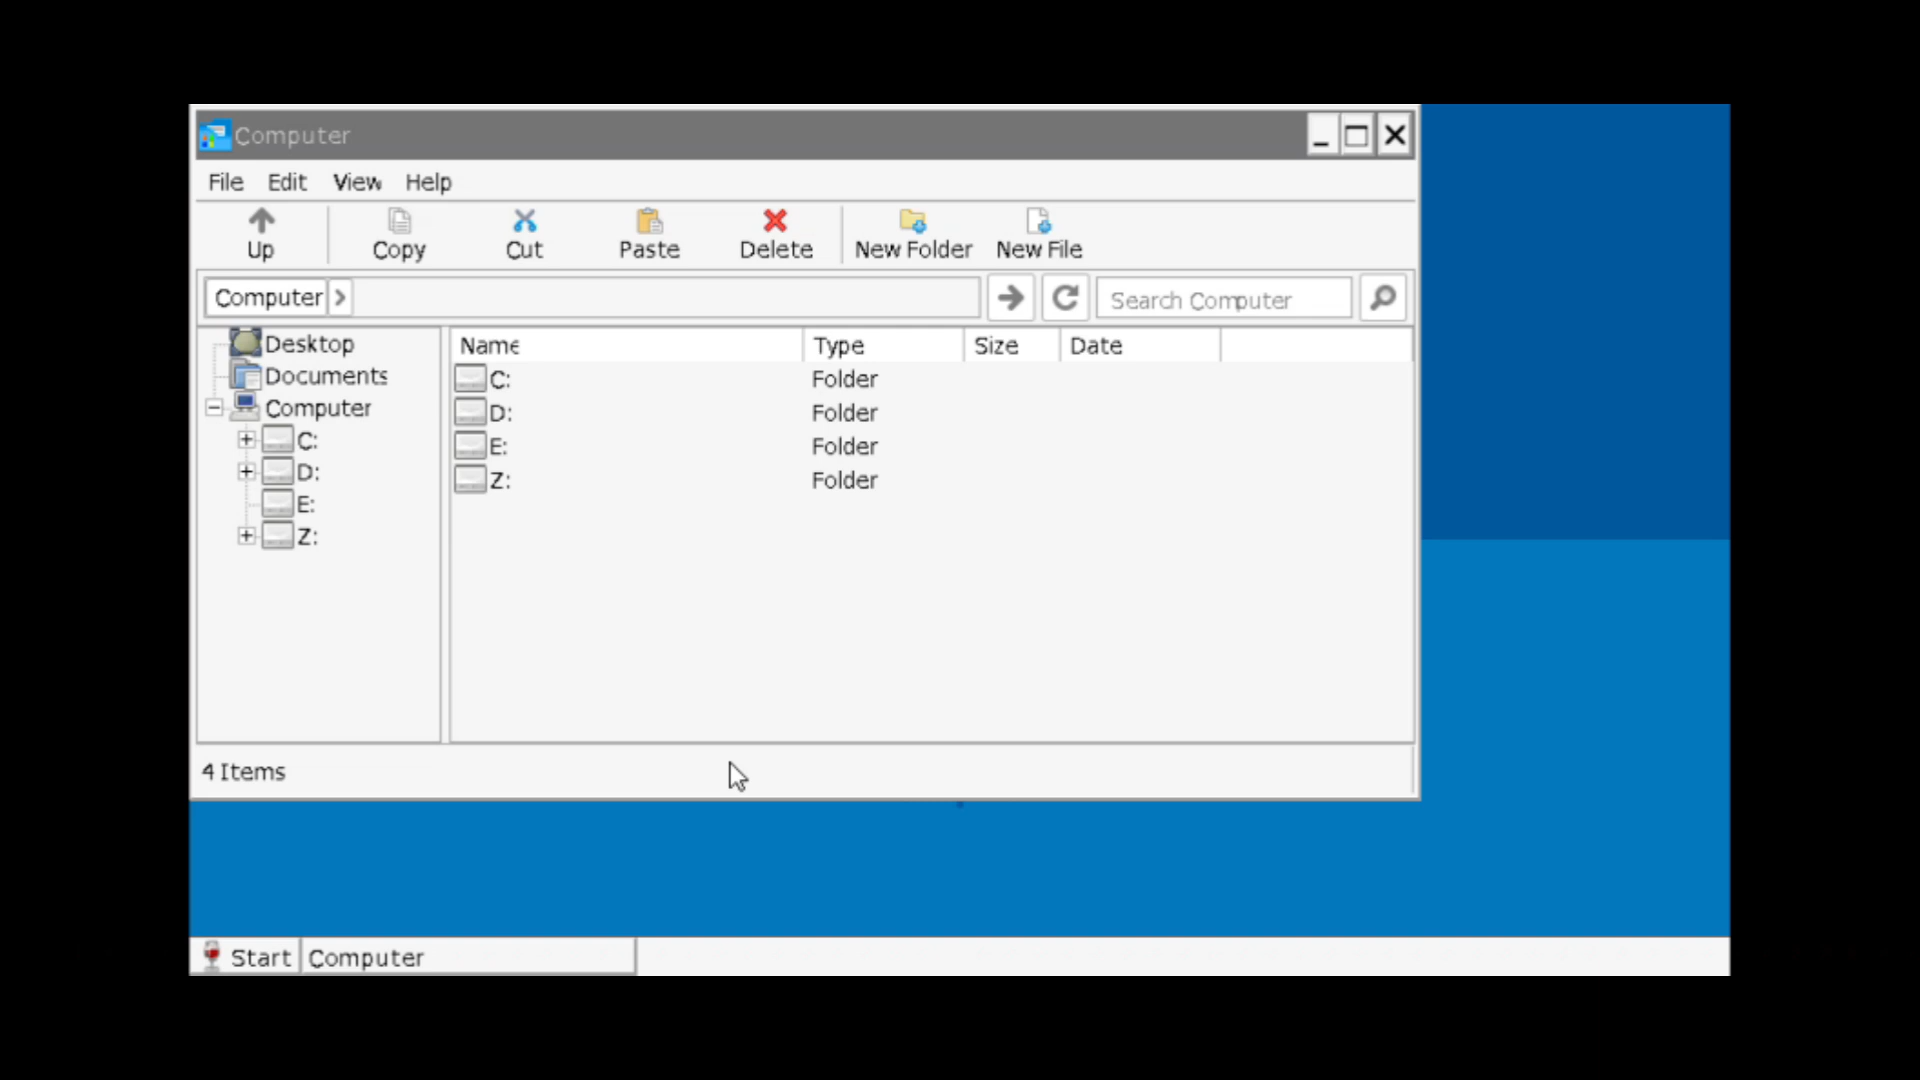 Computer
File Edit View Help
Up Copy Cut Paste Delete New Folder New File
Computer Search Computer
Desktop
Documents
Computer
C:
D:
E:
Z:
Name Type Size Date
C: Folder
D: Folder
E: Folder
Z: Folder
4 Items
Start Computer